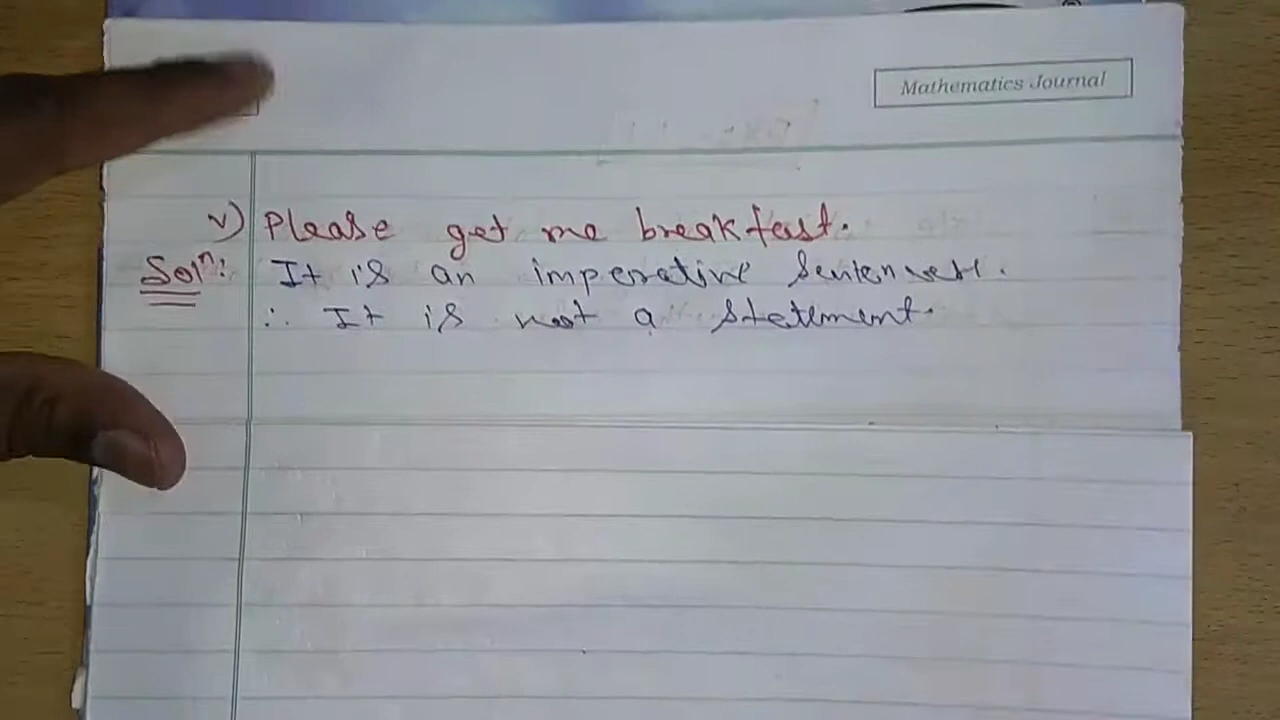 Mathematics Journal
v) Please get me breakfast.
Solⁿ: It is an imperative sentence.
∴ It is not a statement.